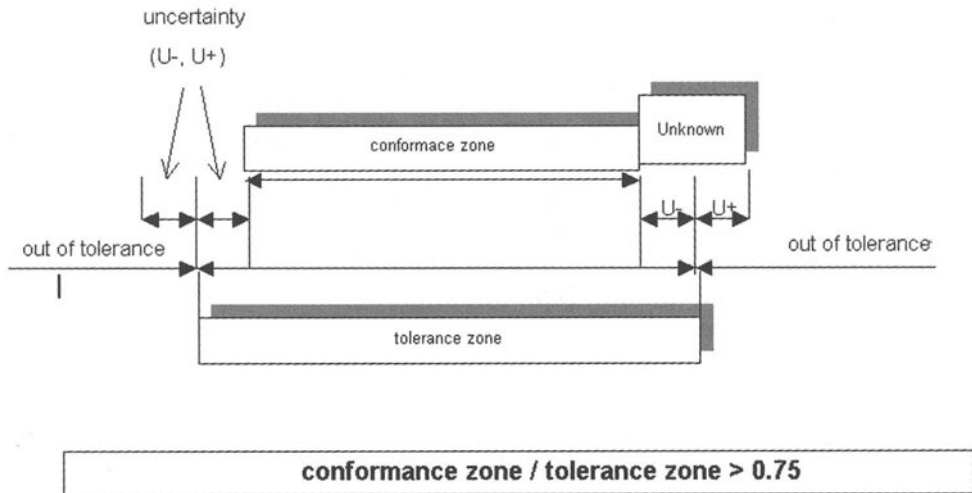 uncertainty
(U-, U+)
conformace zone
Unknown
U- U+
out of tolerance
out of tolerance
tolerance zone
conformance zone / tolerance zone > 0.75